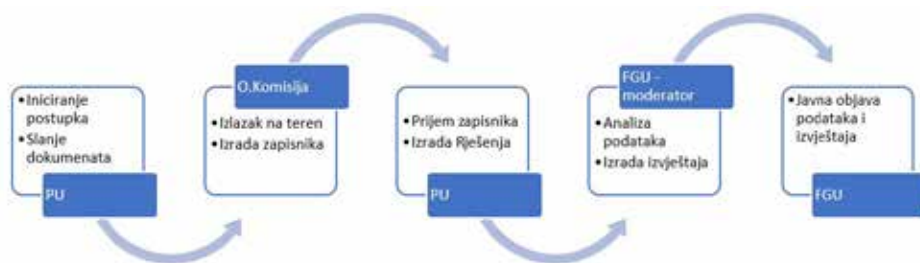 • Iniciranje
postupka
• Slanje
dokumenata
PU
O.Komisija
• Izlazak na teren
• Izrada zapisnika
• Prijem zapisnika
• Izrada Rješenja
PU
FGU -
moderator
• Analiza
podataka
• Izrada izvještaja
• Javna objava
podataka i
izvještaja
FGU